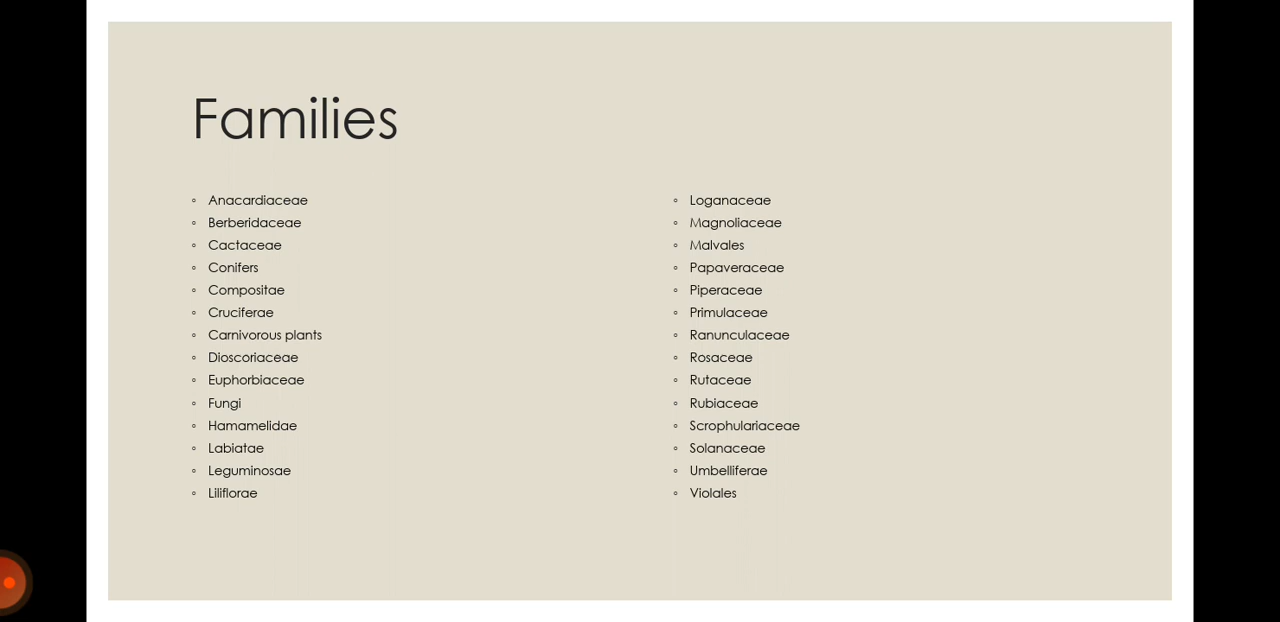 Families
Anacardiaceae
Berberidaceae
Cactaceae
Conifers
Compositae
Cruciferae
Carnivorous plants
Dioscoriaceae
Euphorbiaceae
Fungi
Hamamelidae
Labiatae
Leguminosae
Liliflorae
Loganaceae
Magnoliaceae
Malvales
Papaveraceae
Piperaceae
Primulaceae
Ranunculaceae
Rosaceae
Rutaceae
Rubiaceae
Scrophulariaceae
Solanaceae
Umbelliferae
Violales